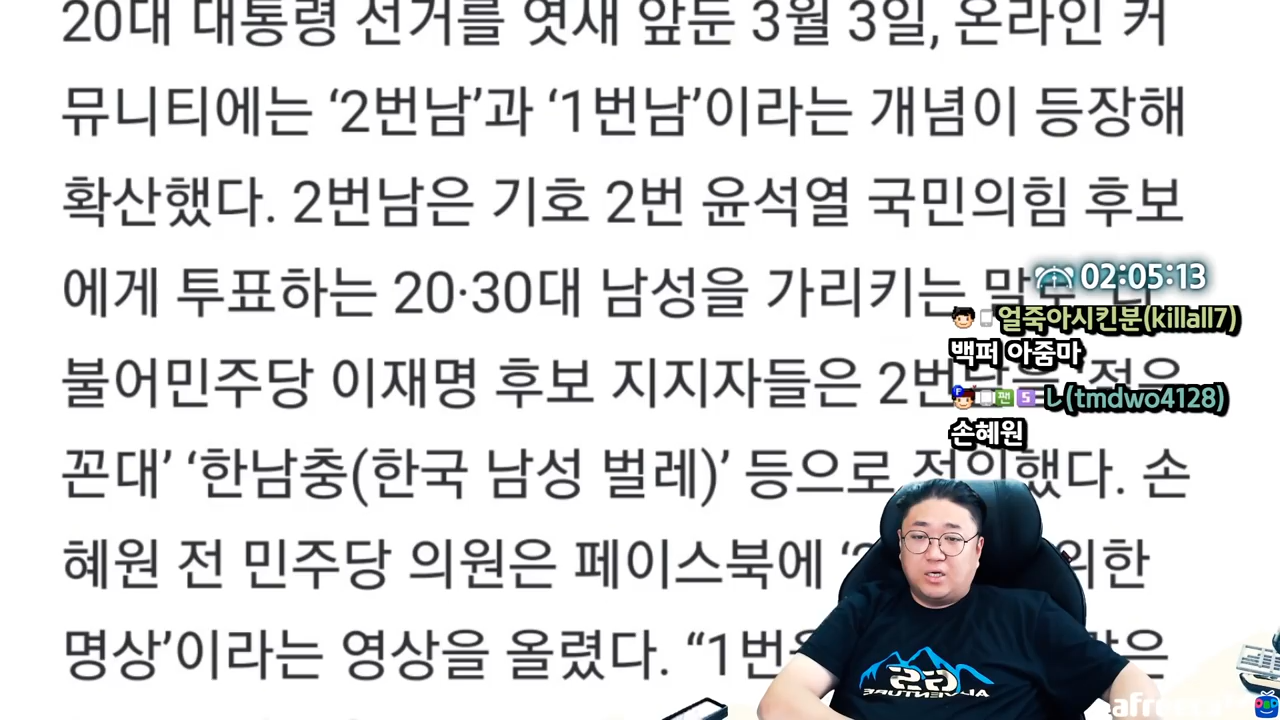 20대 대통령 선거를 엿새 앞둔 3월 3일, 온라인 커
뮤니티에는 ‘2번남’과 ‘1번남’이라는 개념이 등장해
확산했다. 2번남은 기호 2번 윤석열 국민의힘 후보
에게 투표하는 20·30대 남성을 가리키는
불어민주당 이재명 후보 지지자들은
꼰대’ ‘한남충(한국 남성 벌레)’ 등으로 정의했다. 손
혜원 전 민주당 의원은 페이스북에
명상’이라는 영상을 올렸다.
02:05:13
얼죽아시킨분(killall7)
백퍼 아줌마
L(tmdwo4128)
손혜원
GS
ADVENTURE